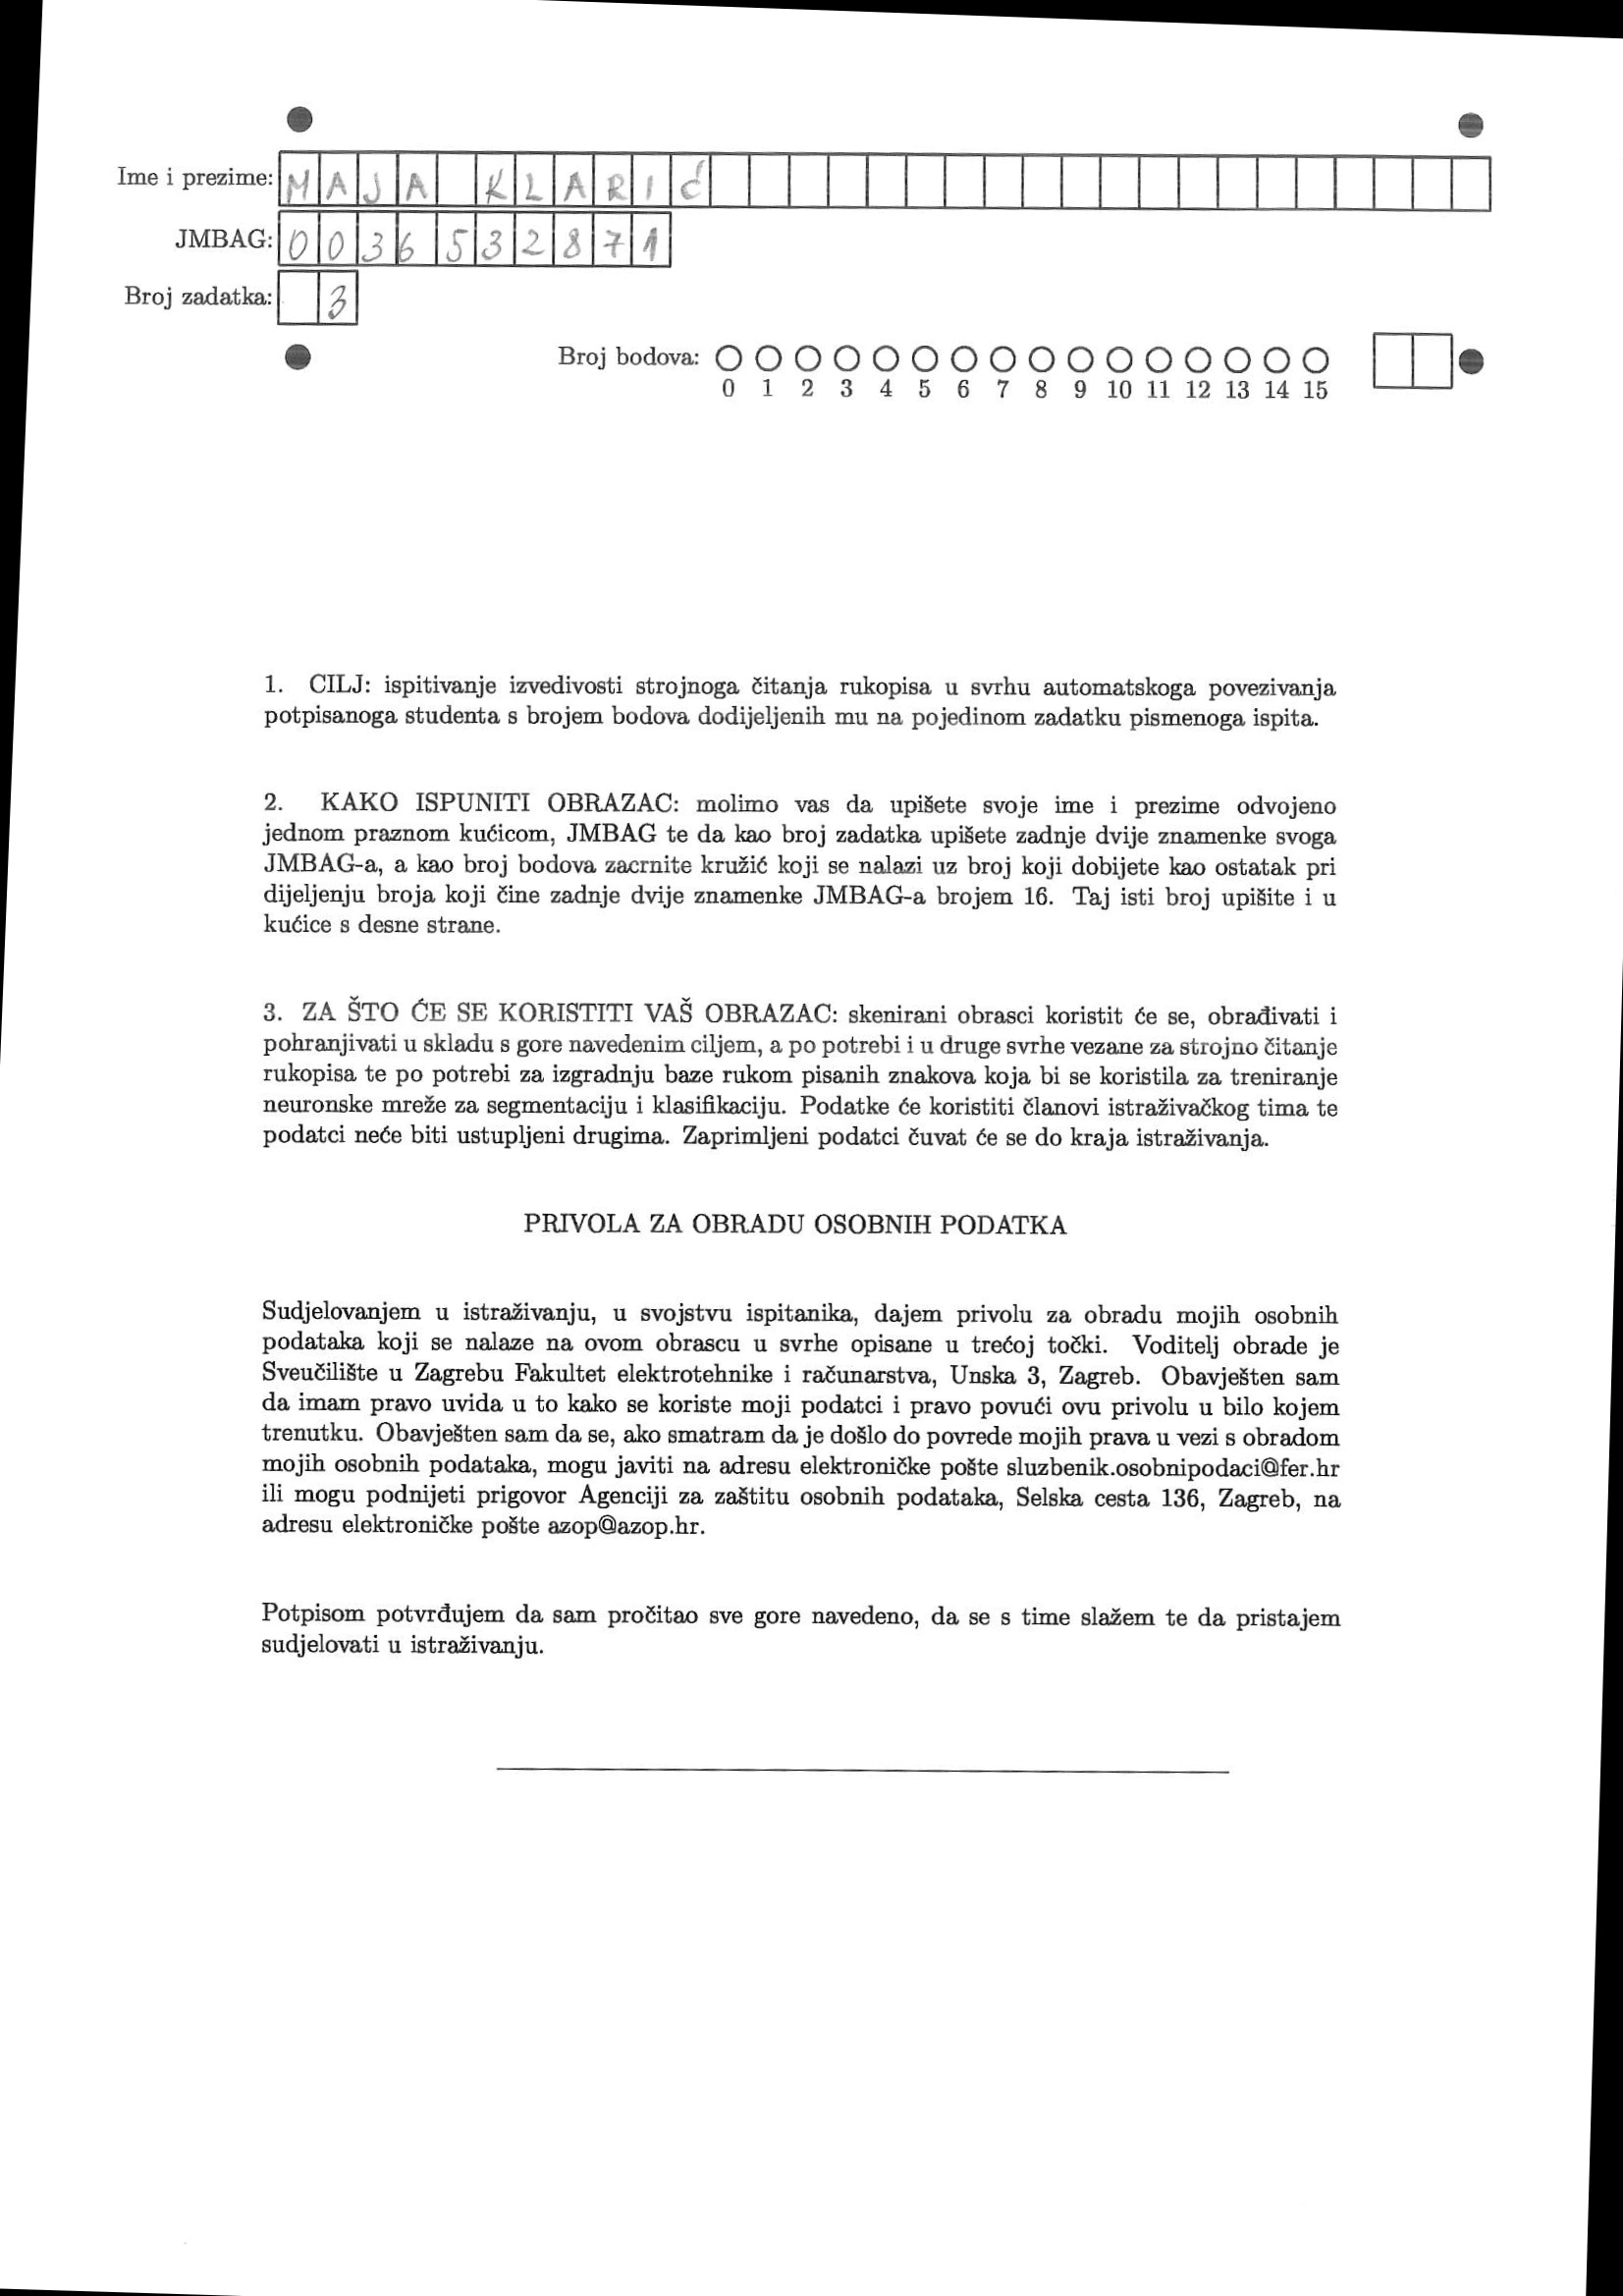 Ime i prezime: MAJA KLARIĆ
JMBAG: 0036532871
Broj zadatka: 3
Broj bodova:
0 1 2 3 4 5 6 7 8 9 10 11 12 13 14 15
1. CILJ: ispitivanje izvedivosti strojnoga čitanja rukopisa u svrhu automatskoga povezivanja
potpisanoga studenta s brojem bodova dodijeljenih mu na pojedinom zadatku pismenoga ispita.
2. KAKO ISPUNITI OBRAZAC: molimo vas da upišete svoje ime i prezime odvojeno
jednom praznom kućicom, JMBAG te da kao broj zadatka upišete zadnje dvije znamenke svoga
JMBAG-a, a kao broj bodova zacrnite kružić koji se nalazi uz broj koji dobijete kao ostatak pri
dijeljenju broja koji čine zadnje dvije znamenke JMBAG-a brojem 16. Taj isti broj upišite i u
kućice s desne strane.
3. ZA ŠTO ĆE SE KORISTITI VAŠ OBRAZAC: skenirani obrasci koristit će se, obrađivati i
pohranjivati u skladu s gore navedenim ciljem, a po potrebi i u druge svrhe vezane za strojno čitanje
rukopisa te po potrebi za izgradnju baze rukom pisanih znakova koja bi se koristila za treniranje
neuronske mreže za segmentaciju i klasifikaciju. Podatke će koristiti članovi istraživačkog tima te
podatci neće biti ustupljeni drugima. Zaprimljeni podatci čuvat će se do kraja istraživanja.
PRIVOLA ZA OBRADU OSOBNIH PODATKA
Sudjelovanjem u istraživanju, u svojstvu ispitanika, dajem privolu za obradu mojih osobnih
podataka koji se nalaze na ovom obrascu u svrhe opisane u trećoj točki. Voditelj obrade je
Sveučilište u Zagrebu Fakultet elektrotehnike i računarstva, Unska 3, Zagreb. Obavješten sam
da imam pravo uvida u to kako se koriste moji podatci i pravo povući ovu privolu u bilo kojem
trenutku. Obavješten sam da se, ako smatram da je došlo do povrede mojih prava u vezi s obradom
mojih osobnih podataka, mogu javiti na adresu elektroničke pošte sluzbenik.osobnipodaci@fer.hr
ili mogu podnijeti prigovor Agenciji za zaštitu osobnih podataka, Selska cesta 136, Zagreb, na
adresu elektroničke pošte azop@azop.hr.
Potpisom potvrđujem da sam pročitao sve gore navedeno, da se s time slažem te da pristajem
sudjelovati u istraživanju.